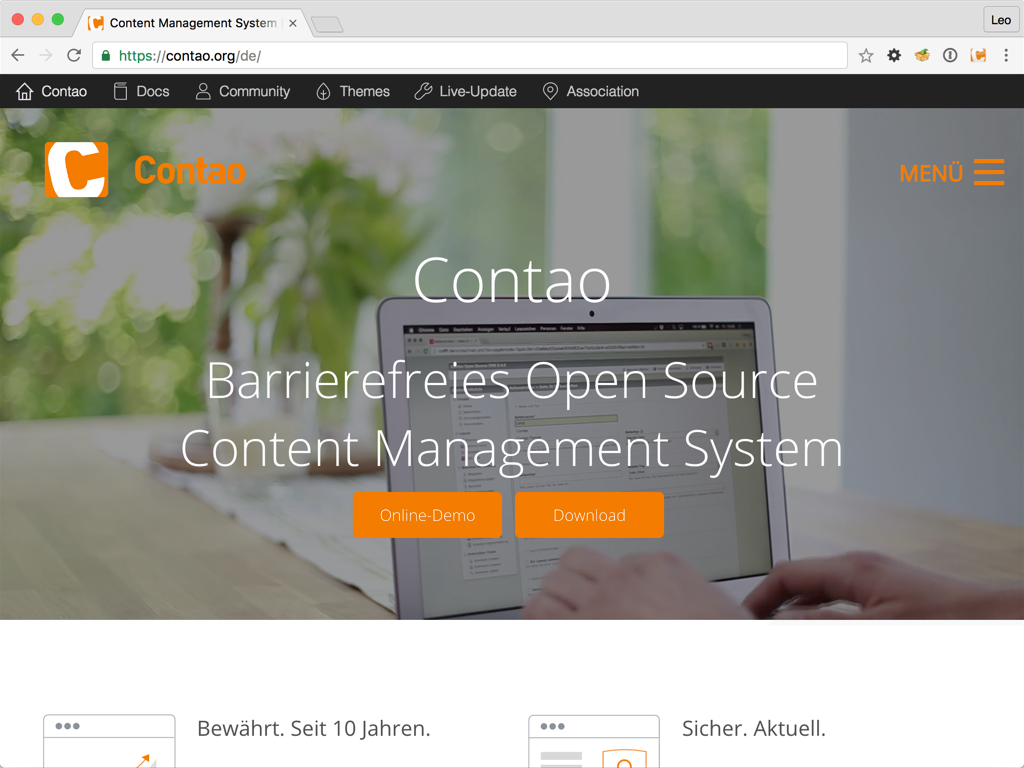 Content Management System
Leo
https://contao.org/de/
Contao
Docs
Community
Themes
Live-Update
Association
Contao
MENÜ
Contao
Barrierefreies Open Source
Content Management System
Online-Demo
Download
Bewährt. Seit 10 Jahren.
Sicher. Aktuell.